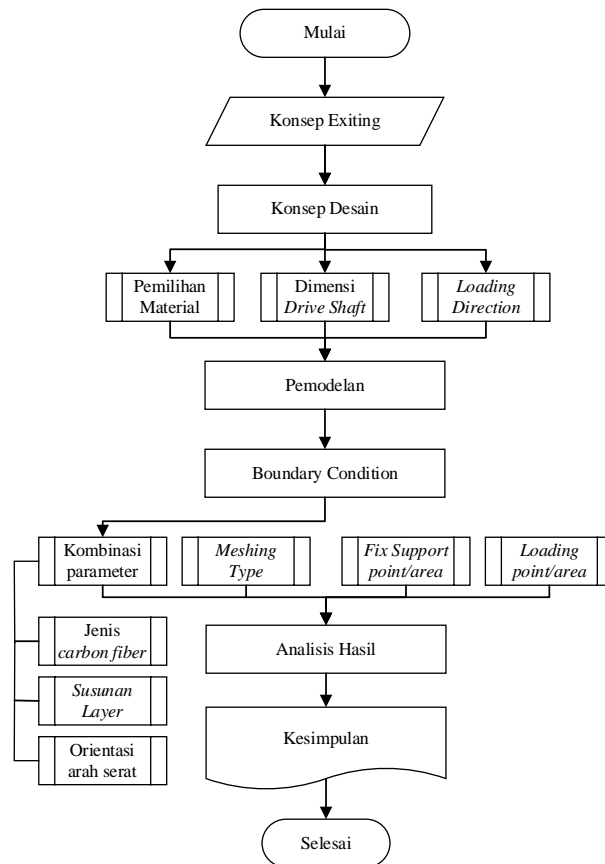 Mulai
Konsep Exiting
Konsep Desain
Pemilihan
Material
Dimensi
Drive Shaft
Loading
Direction
Pemodelan
Boundary Condition
Kombinasi
parameter
Meshing
Type
Fix Support
point/area
Loading
point/area
Jenis
carbon fiber
Susunan
Layer
Orientasi
arah serat
Analisis Hasil
Kesimpulan
Selesai